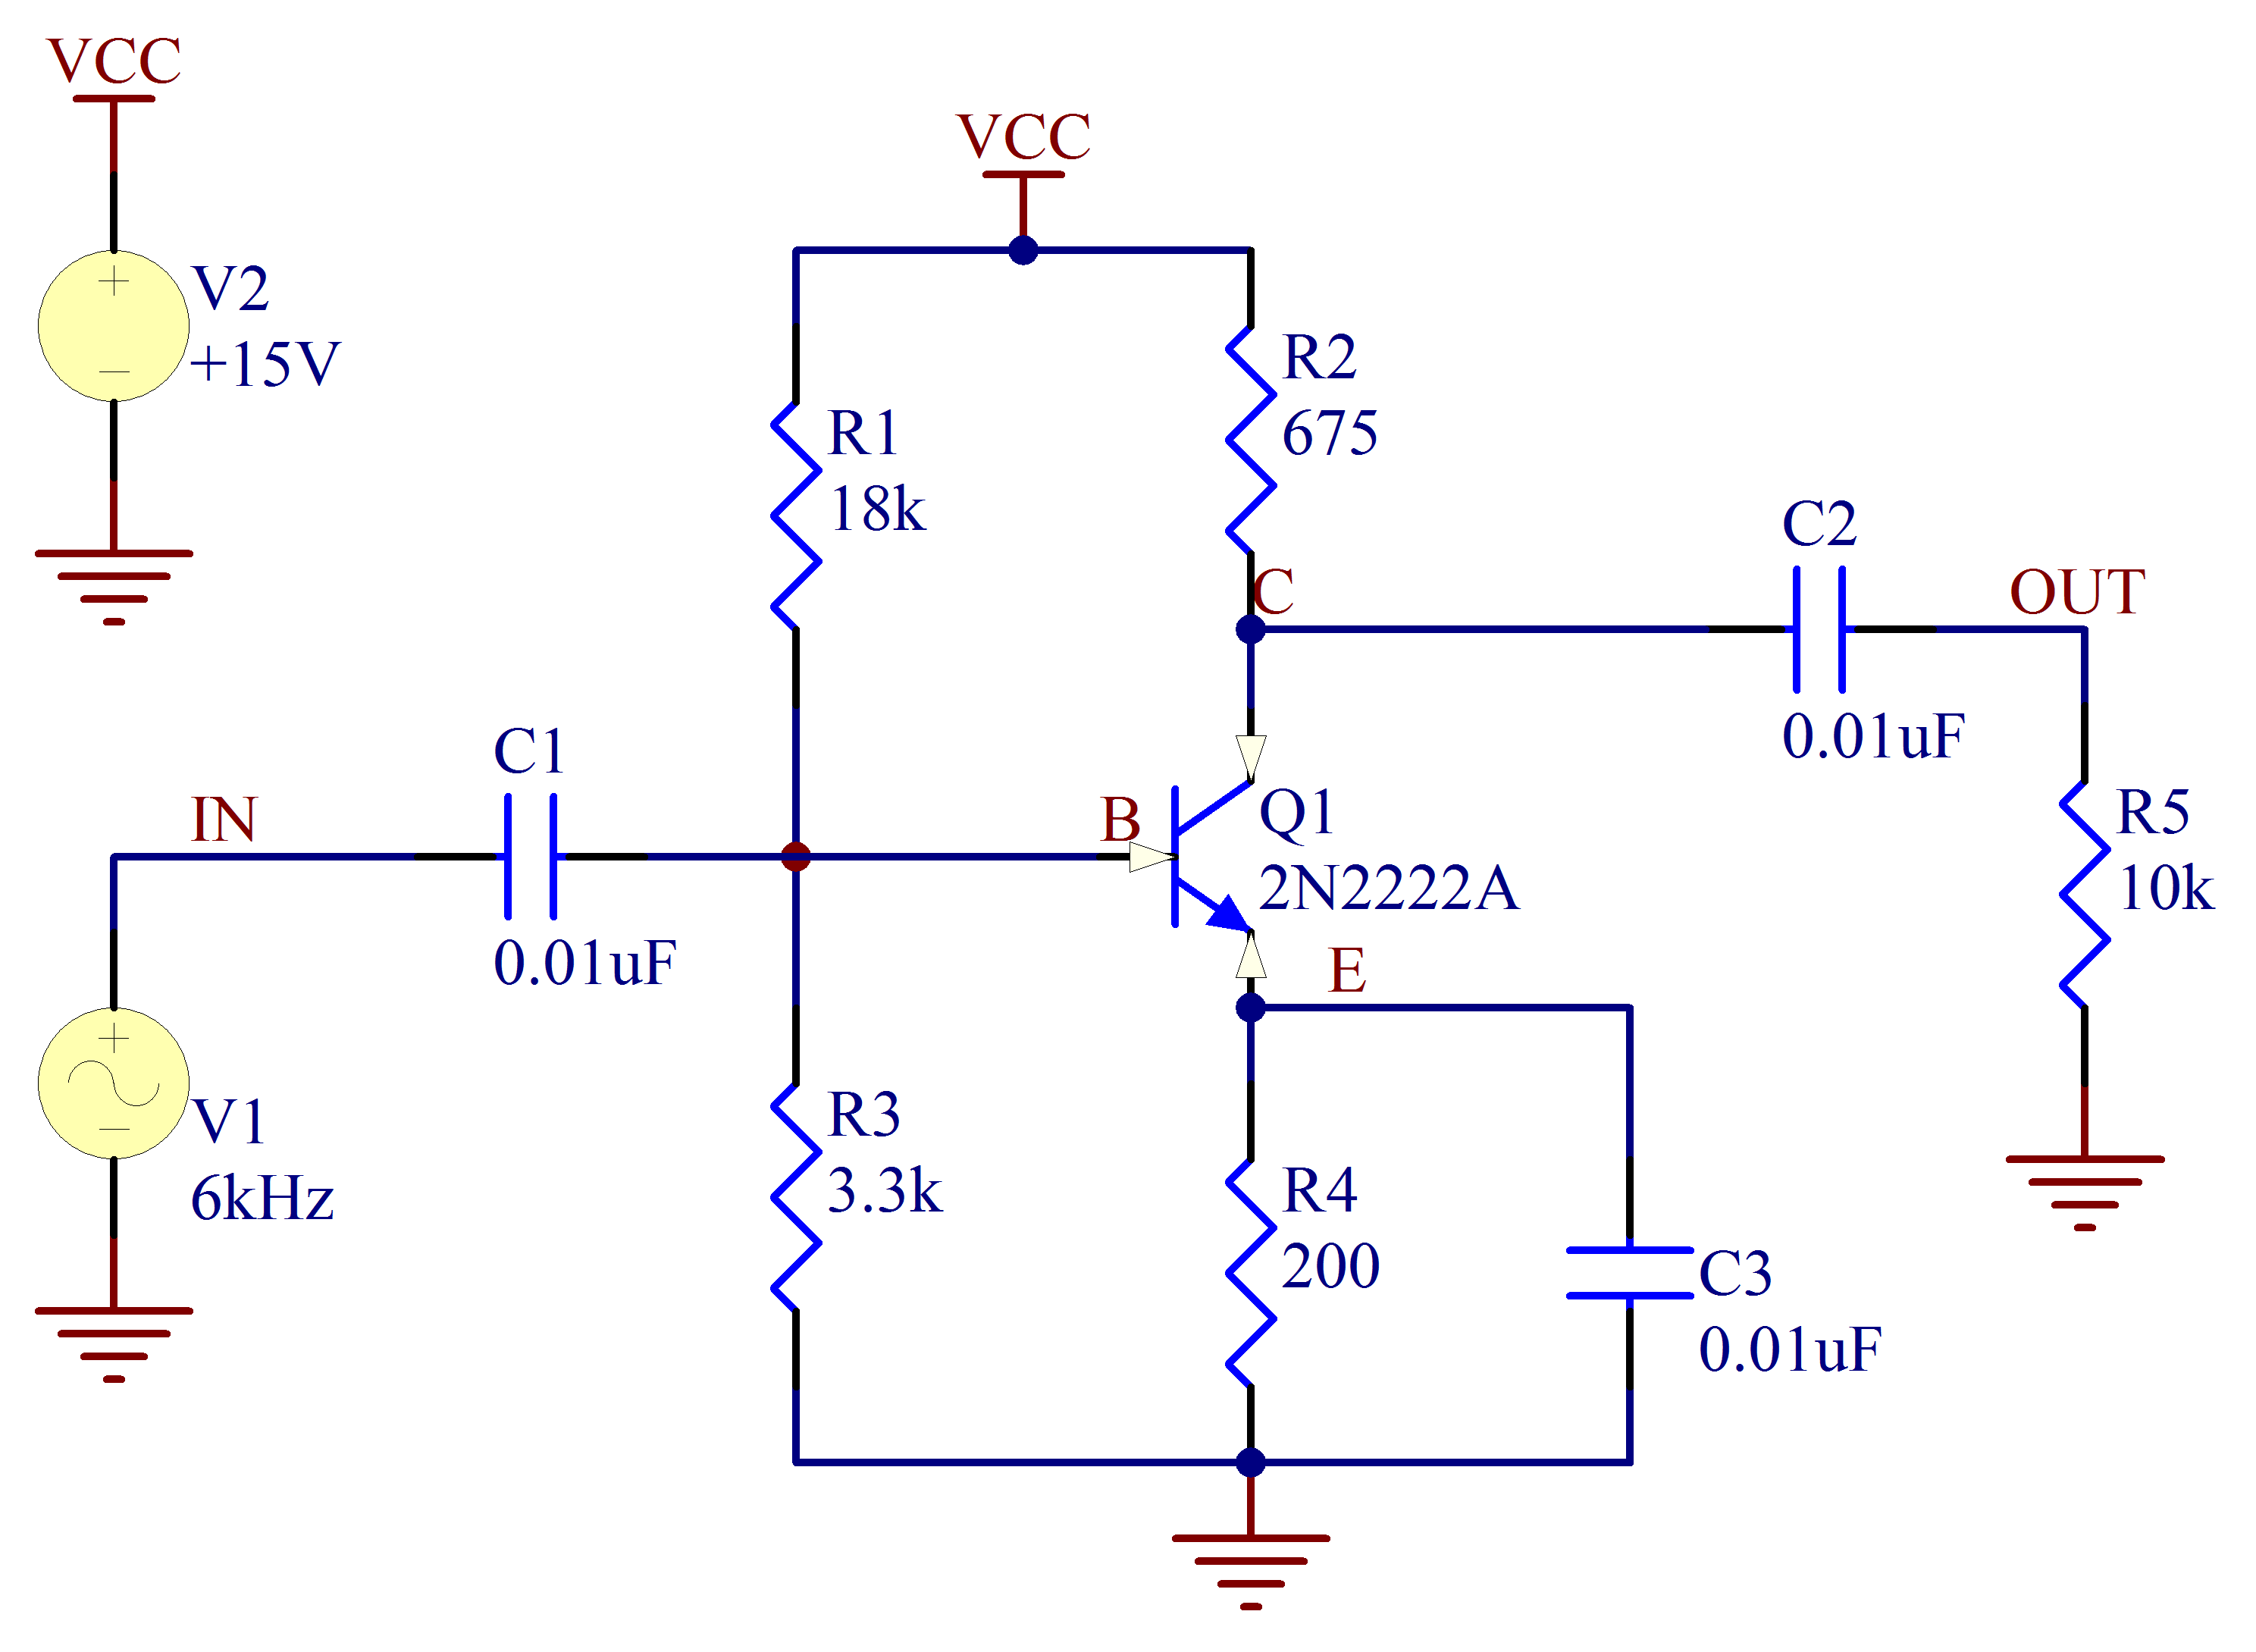 VCC
V2
+15V
VCC
R1
18k
R2
675
C
C2
0.01uF
OUT
IN
C1
0.01uF
B
Q1
2N2222A
E
R5
10k
V1
6kHz
R3
3.3k
R4
200
C3
0.01uF